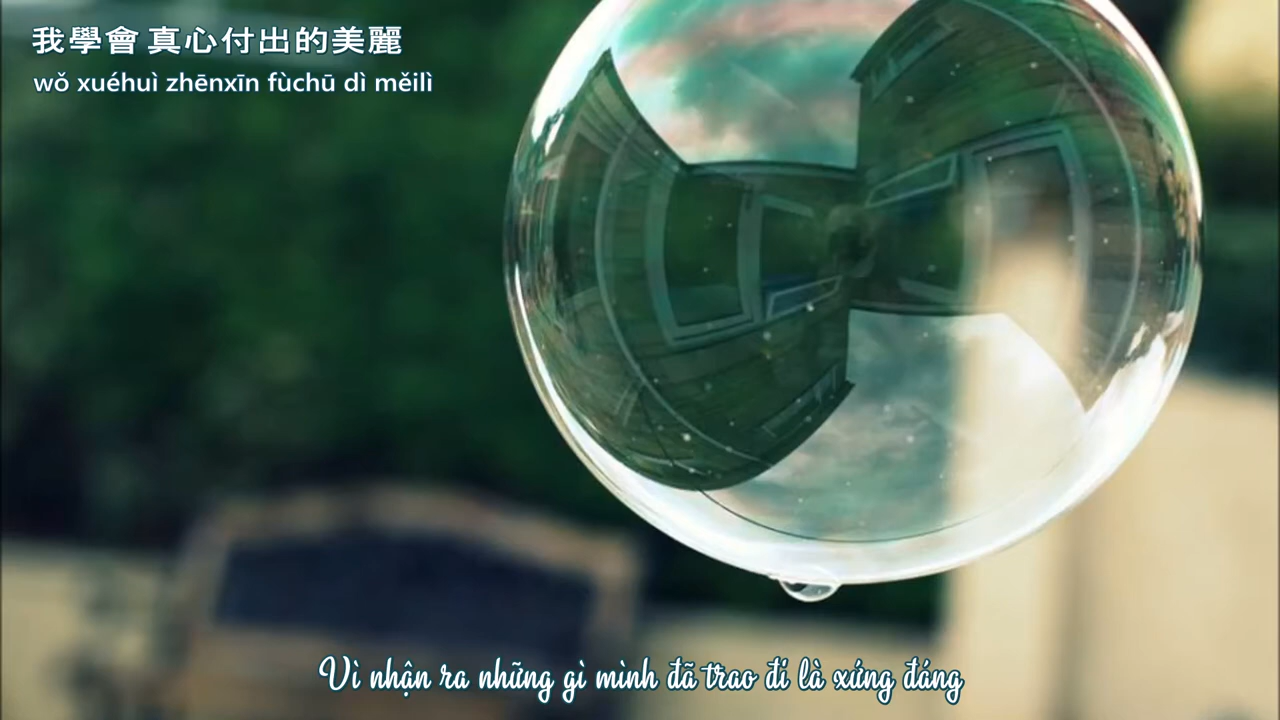 我學會 真心付出的美麗
wǒ xuéhuì zhēnxīn fùchū dì měilì
Vì nhận ra những gì mình đã trao đi là xứng đáng